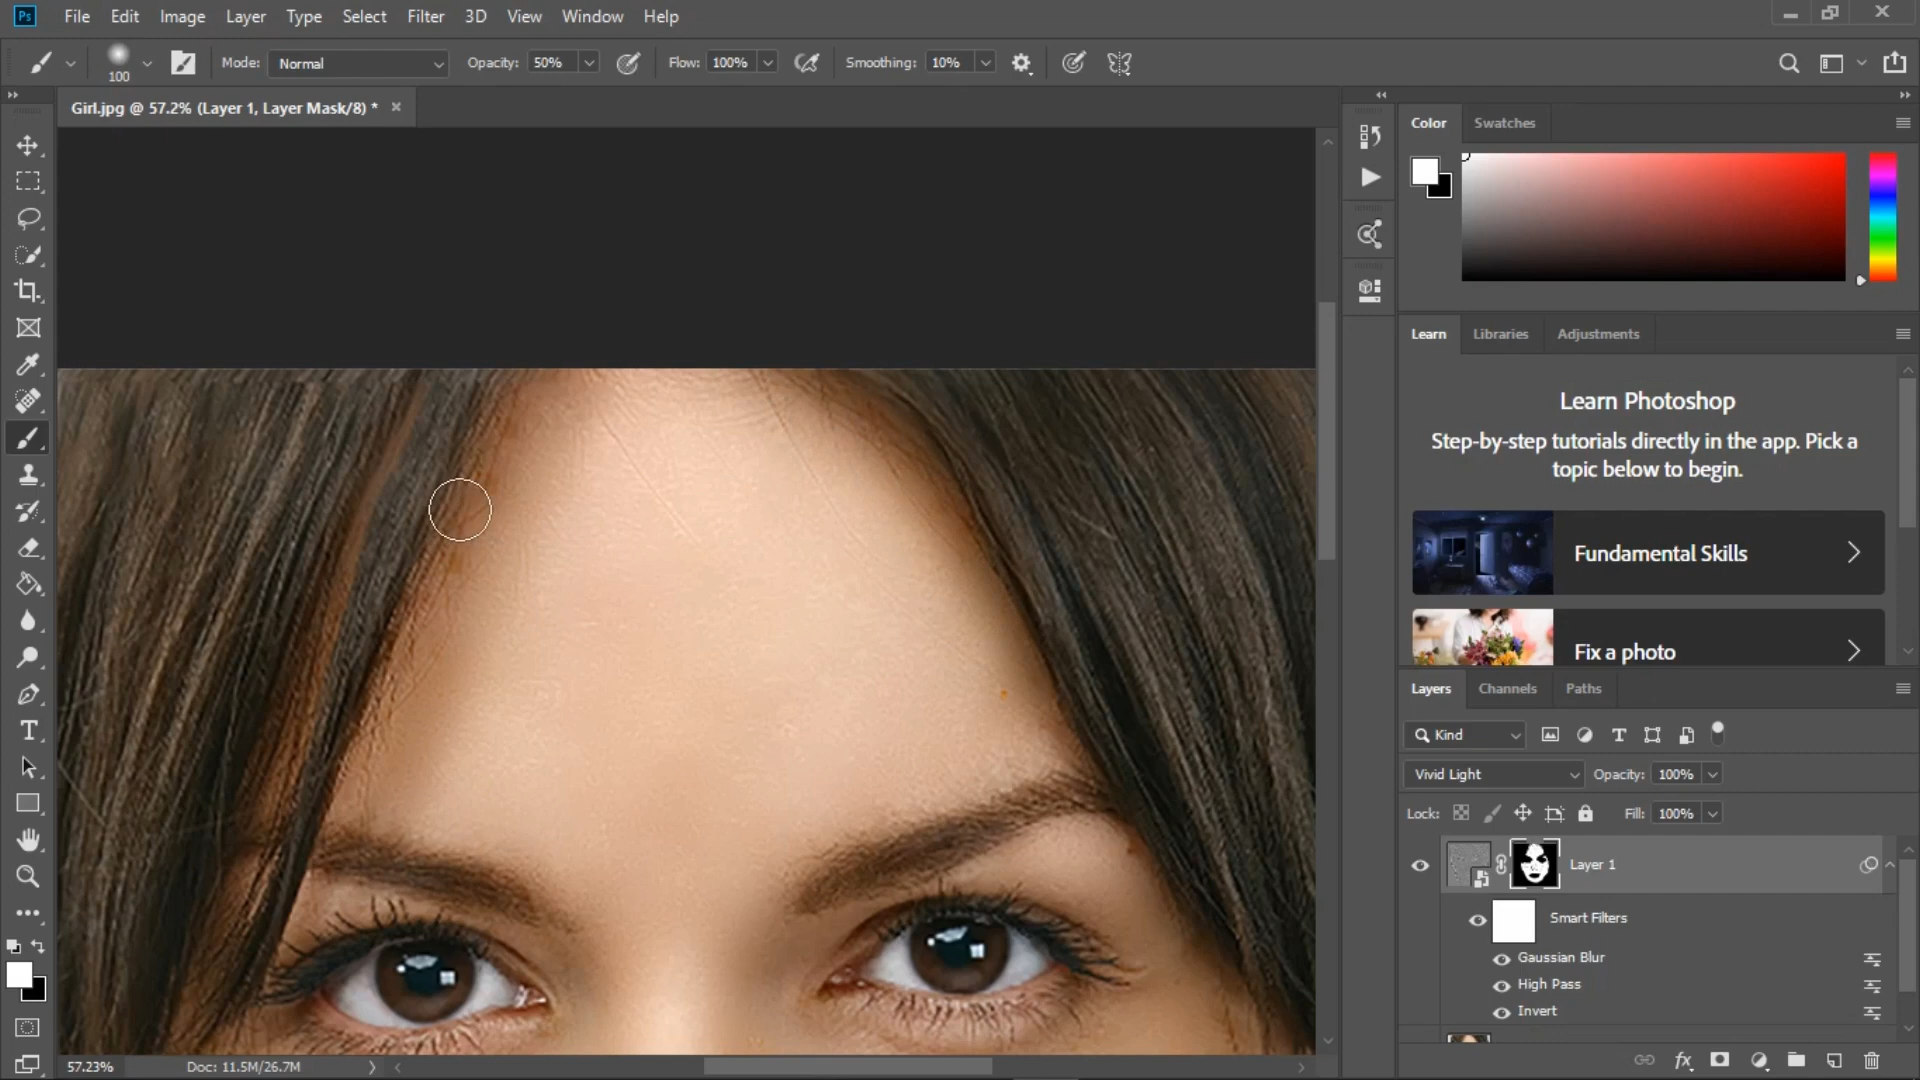 Ps File Edit Image Layer Type Select Filter 3D View Window Help
100 Mode: Normal Opacity: 50% Flow: 100% Smoothing: 10%
Girl.jpg @ 57.2% (Layer 1, Layer Mask/8) *
Color Swatches
Learn Libraries Adjustments
Learn Photoshop
Step-by-step tutorials directly in the app. Pick a
topic below to begin.
Fundamental Skills
Fix a photo
Layers Channels Paths
Kind
Vivid Light Opacity: 100%
Lock: Fill: 100%
Layer 1
Smart Filters
Gaussian Blur
High Pass
Invert
57.23% Doc: 11.5M/26.7M